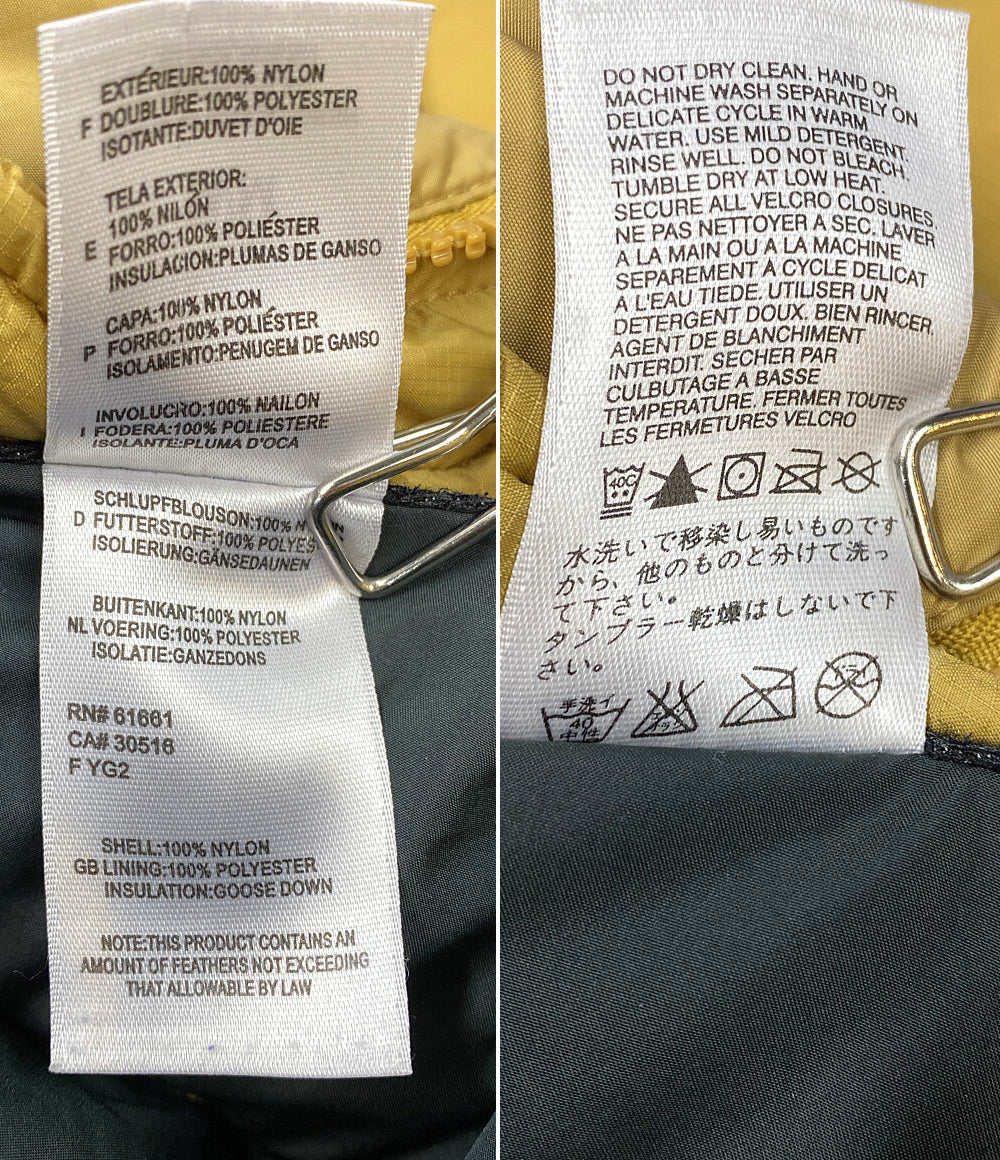 EXTÉRIEUR:100% NYLON
F DOUBLURE:100% POLYESTER
ISOTANTE:DUVET D'OIE
TELA EXTERIOR:
100% NILÓN
E FORRO:100% POLIÉSTER
INSULACION:PLUMAS DE GANSO
CAPA:100% NYLON
P FORRO:100% POLIÉSTER
ISOLAMENTO:PENUGEM DE GANSO
INVOLUCRO:100% NAILON
I FODERA:100% POLIESTERE
ISOLANTE:PLUMA D'OCA
SCHLUPFBLOUSON:100% N
D FUTTERSTOFF:100% POLYES
ISOLIERUNG:GÄNSEDAUNEN
BUITENKANT:100% NYLON
NL VOERING:100% POLYESTER
ISOLATIE:GANZEDONS
RN# 61661
CA# 30516
F YG2
SHELL:100% NYLON
GB LINING:100% POLYESTER
INSULATION:GOOSE DOWN
NOTE:THIS PRODUCT CONTAINS AN
AMOUNT OF FEATHERS NOT EXCEEDING
THAT ALLOWABLE BY LAW
DO NOT DRY CLEAN. HAND OR
MACHINE WASH SEPARATELY ON
DELICATE CYCLE IN WARM
WATER. USE MILD DETERGENT.
RINSE WELL. DO NOT BLEACH.
TUMBLE DRY AT LOW HEAT.
SECURE ALL VELCRO CLOSURES
NE PAS NETTOYER A SEC. LAVER
A LA MAIN OU A LA MACHINE
SEPAREMENT A CYCLE DELICAT
A L'EAU TIEDE. UTILISER UN
DETERGENT DOUX. BIEN RINCER.
AGENT DE BLANCHIMENT
INTERDIT. SECHER PAR
CULBUTAGE A BASSE
TEMPERATURE. FERMER TOUTES
LES FERMETURES VELCRO
40C
水洗いで移染し易いものです
から、他のものと分けて洗っ
て下さい。
タンブラー乾燥はしないで下
さい。
手洗イ
40
中性